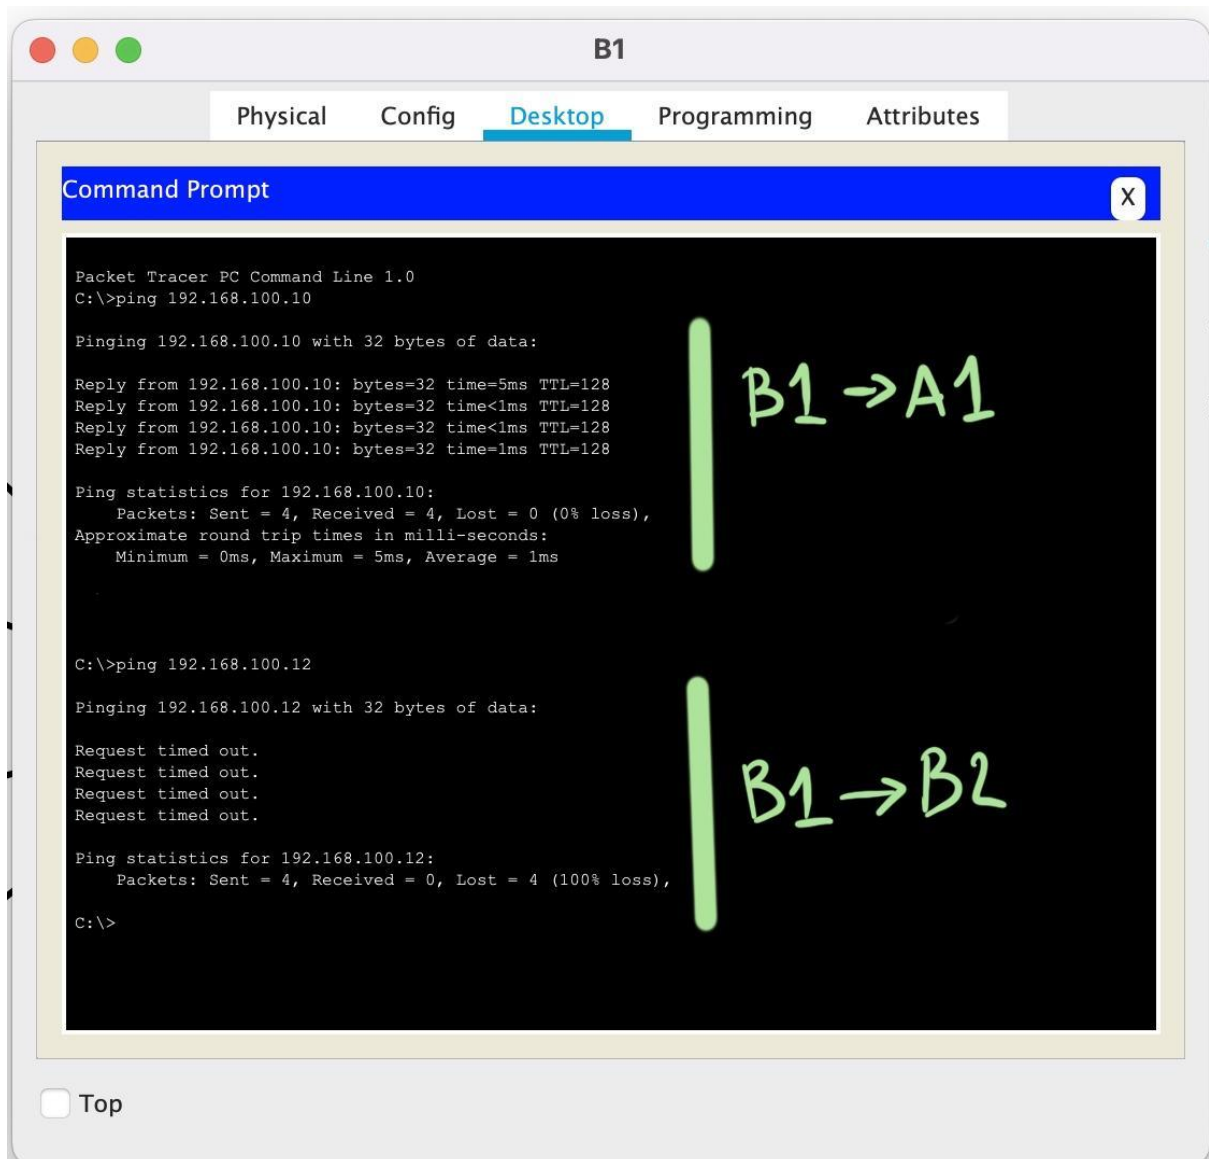 B1
Physical Config Desktop Programming Attributes
Command Prompt
X
Packet Tracer PC Command Line 1.0
C:\>ping 192.168.100.10
Pinging 192.168.100.10 with 32 bytes of data:
Reply from 192.168.100.10: bytes=32 time=5ms TTL=128
Reply from 192.168.100.10: bytes=32 time<1ms TTL=128
Reply from 192.168.100.10: bytes=32 time<1ms TTL=128
Reply from 192.168.100.10: bytes=32 time=1ms TTL=128
Ping statistics for 192.168.100.10:
Packets: Sent = 4, Received = 4, Lost = 0 (0% loss),
Approximate round trip times in milli-seconds:
Minimum = 0ms, Maximum = 5ms, Average = 1ms
B1 → A1
C:\>ping 192.168.100.12
Pinging 192.168.100.12 with 32 bytes of data:
Request timed out.
Request timed out.
Request timed out.
Request timed out.
Ping statistics for 192.168.100.12:
Packets: Sent = 4, Received = 0, Lost = 4 (100% loss),
C:\>
B1 → B2
Top